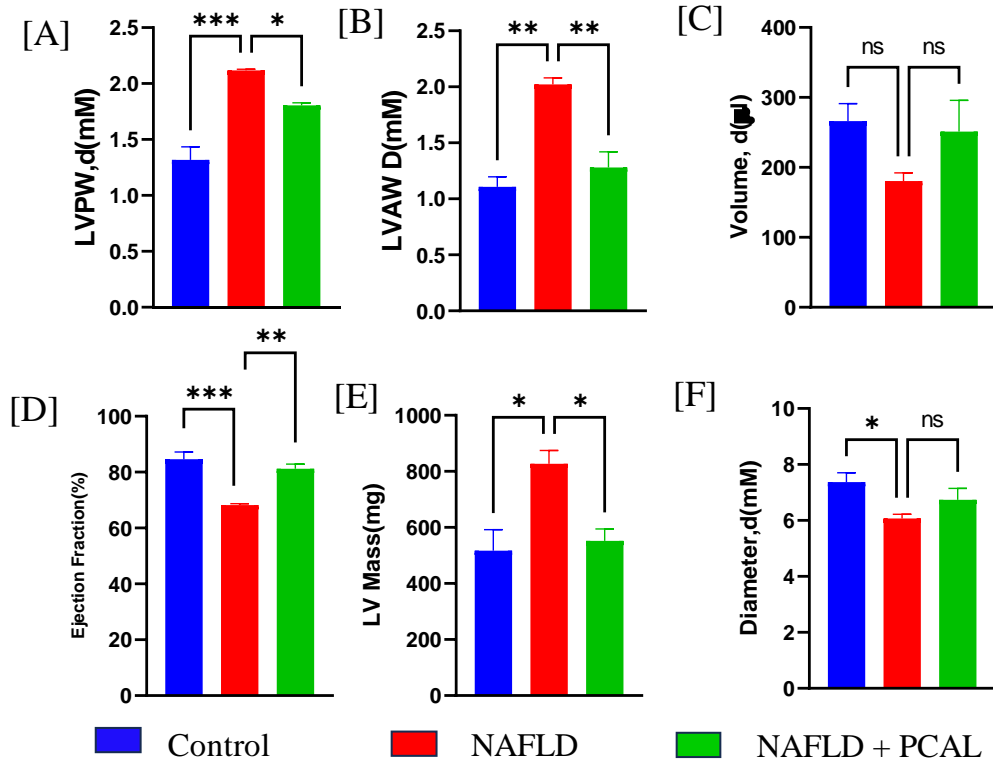 [A]
***
*
2.5
2.0
1.5
1.0
0.5
0.0
LVPW,d(mM)
[B]
**
**
2.5
2.0
1.5
1.0
0.5
0.0
LVAW D(mM)
[C]
ns
ns
400
300
200
100
0
Volume, d(
[D]
***
**
100
80
60
40
20
0
Ejection Fraction(%)
[E]
*
*
1000
800
600
400
200
0
LV Mass(mg)
[F]
*
ns
8
6
4
2
0
Diameter,d(mM)
Control
NAFLD
NAFLD + PCAL